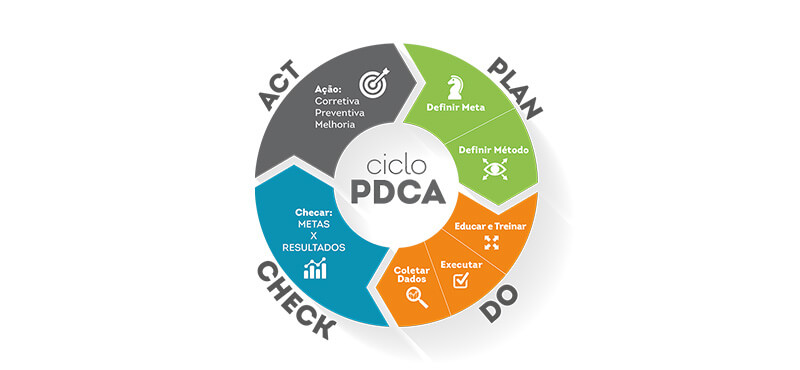 ciclo
PDCA
PLAN
Definir Meta
Definir Método
DO
Educar e Treinar
Executar
Coletar
Dados
CHECK
Checar:
METAS
X
RESULTADOS
ACT
Ação:
Corretiva
Preventiva
Melhoria